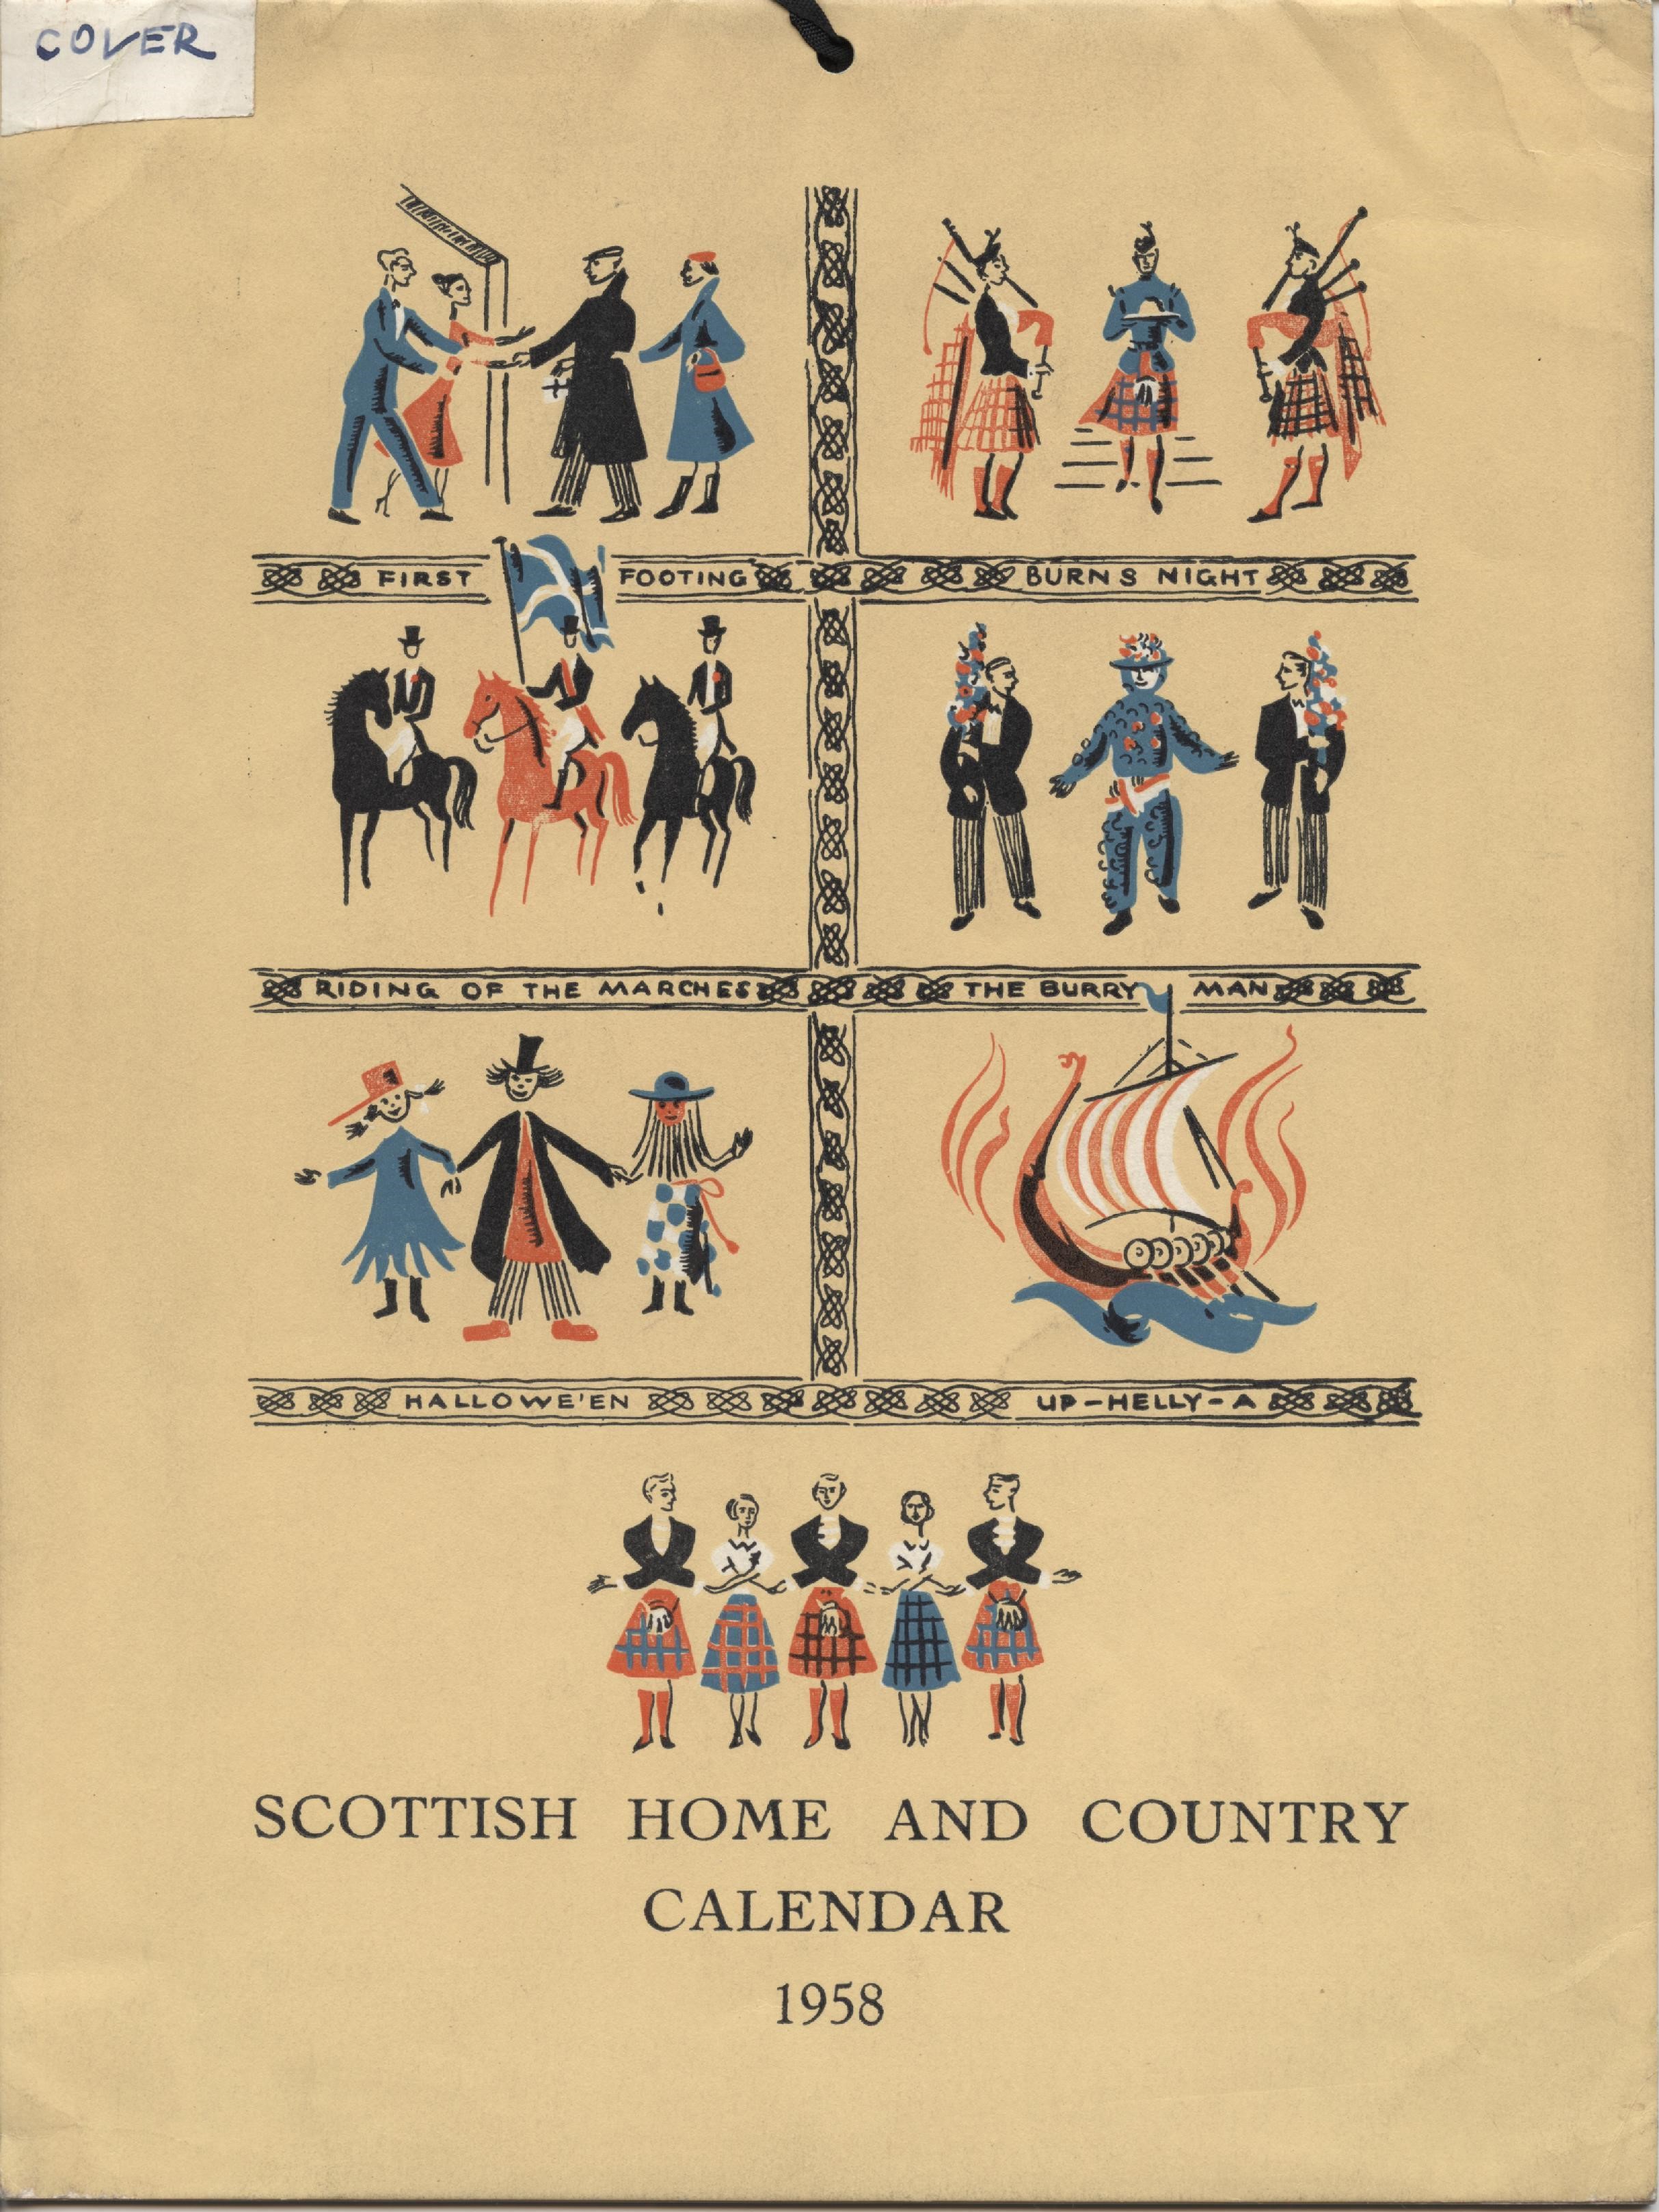 COVER
FIRST FOOTING
BURNS NIGHT
RIDING OF THE MARCHES
THE BURRY MAN
HALLOWE'EN
UP-HELLY-A
SCOTTISH HOME AND COUNTRY
CALENDAR
1958